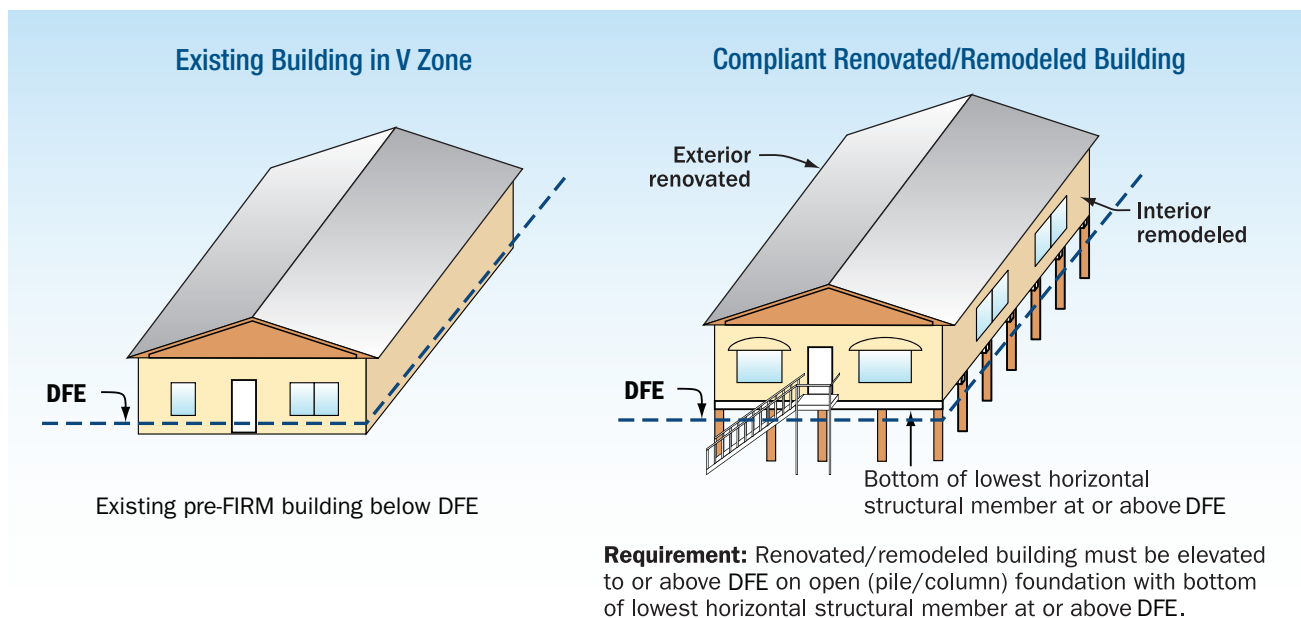 Existing Building in V Zone
DFE
Existing pre-FIRM building below DFE
Compliant Renovated/Remodeled Building
Exterior
renovated
Interior
remodeled
DFE
Bottom of lowest horizontal
structural member at or above DFE
Requirement: Renovated/remodeled building must be elevated
to or above DFE on open (pile/column) foundation with bottom
of lowest horizontal structural member at or above DFE.